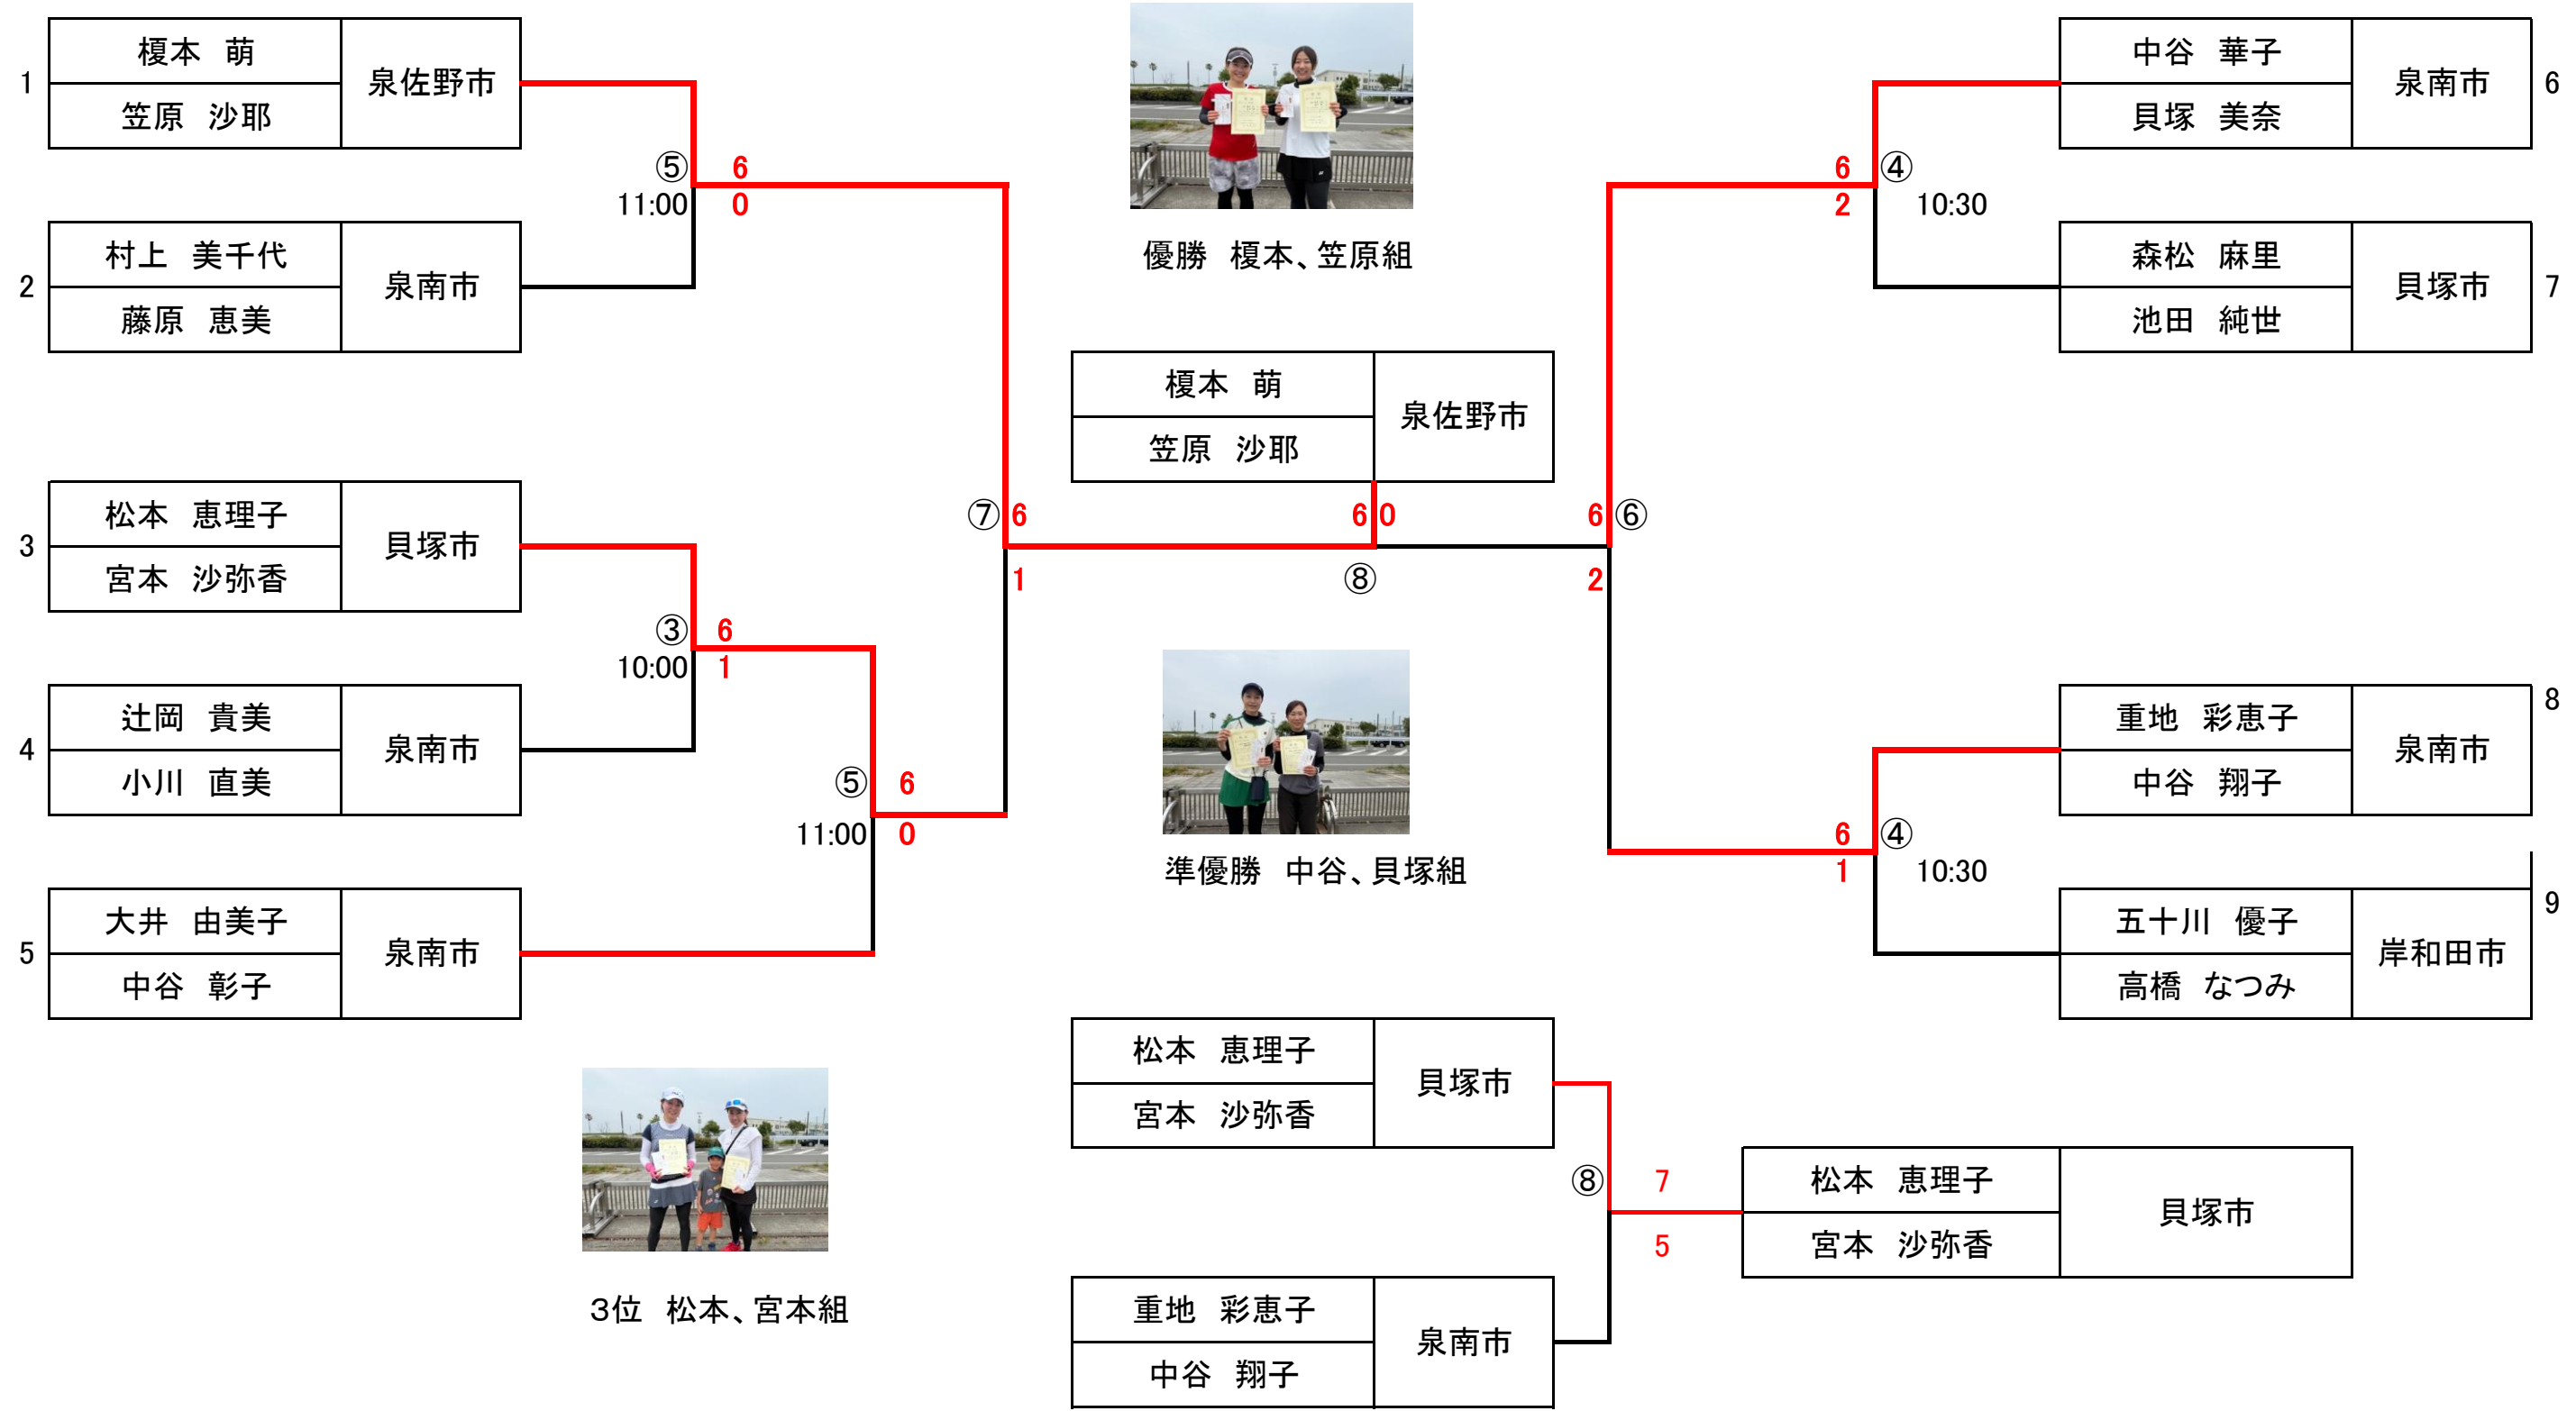 1
榎本　萌
笠原　沙耶
泉佐野市
2
村上　美千代
藤原　恵美
泉南市
⑤
11:00
6
0
3
松本　恵理子
宮本　沙弥香
貝塚市
4
辻岡　貴美
小川　直美
泉南市
③
10:00
6
1
5
大井　由美子
中谷　彰子
泉南市
⑤
11:00
6
0
⑦
6
1
優勝　榎本、笠原組
榎本　萌
笠原　沙耶
泉佐野市
6 0
⑧
準優勝　中谷、貝塚組
6
⑥
2
中谷　華子
貝塚　美奈
泉南市
6
森松　麻里
池田　純世
貝塚市
7
6
2
④
10:30
重地　彩恵子
中谷　翔子
泉南市
8
五十川　優子
高橋　なつみ
岸和田市
9
6
1
④
10:30
3位　松本、宮本組
松本　恵理子
宮本　沙弥香
貝塚市
重地　彩恵子
中谷　翔子
泉南市
⑧
7
5
松本　恵理子
宮本　沙弥香
貝塚市